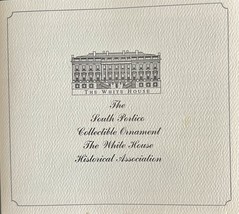 THE WHITE HOUSE
The
South Portico
Collectible Ornament
The White House
Historical Association